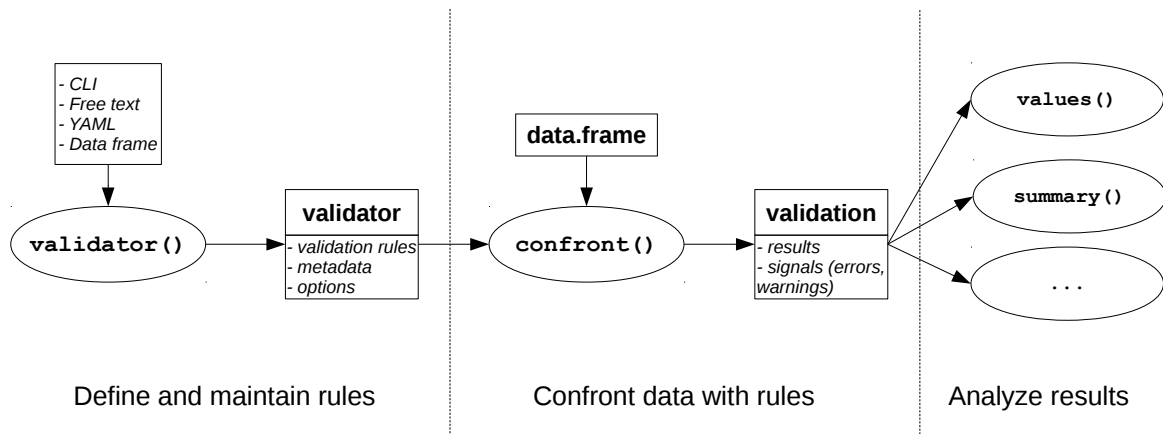 - CLI
- Free text
- YAML
- Data frame
validator()
validator
- validation rules
- metadata
- options
Define and maintain rules
data.frame
confront()
validation
- results
- signals (errors,
warnings)
Confront data with rules
values()
summary()
...
Analyze results